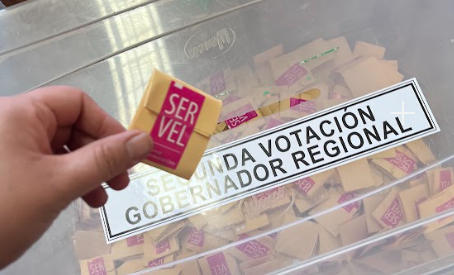 SER
VEL
SEGUNDA VOTACIÓN
GOBERNADOR REGIONAL